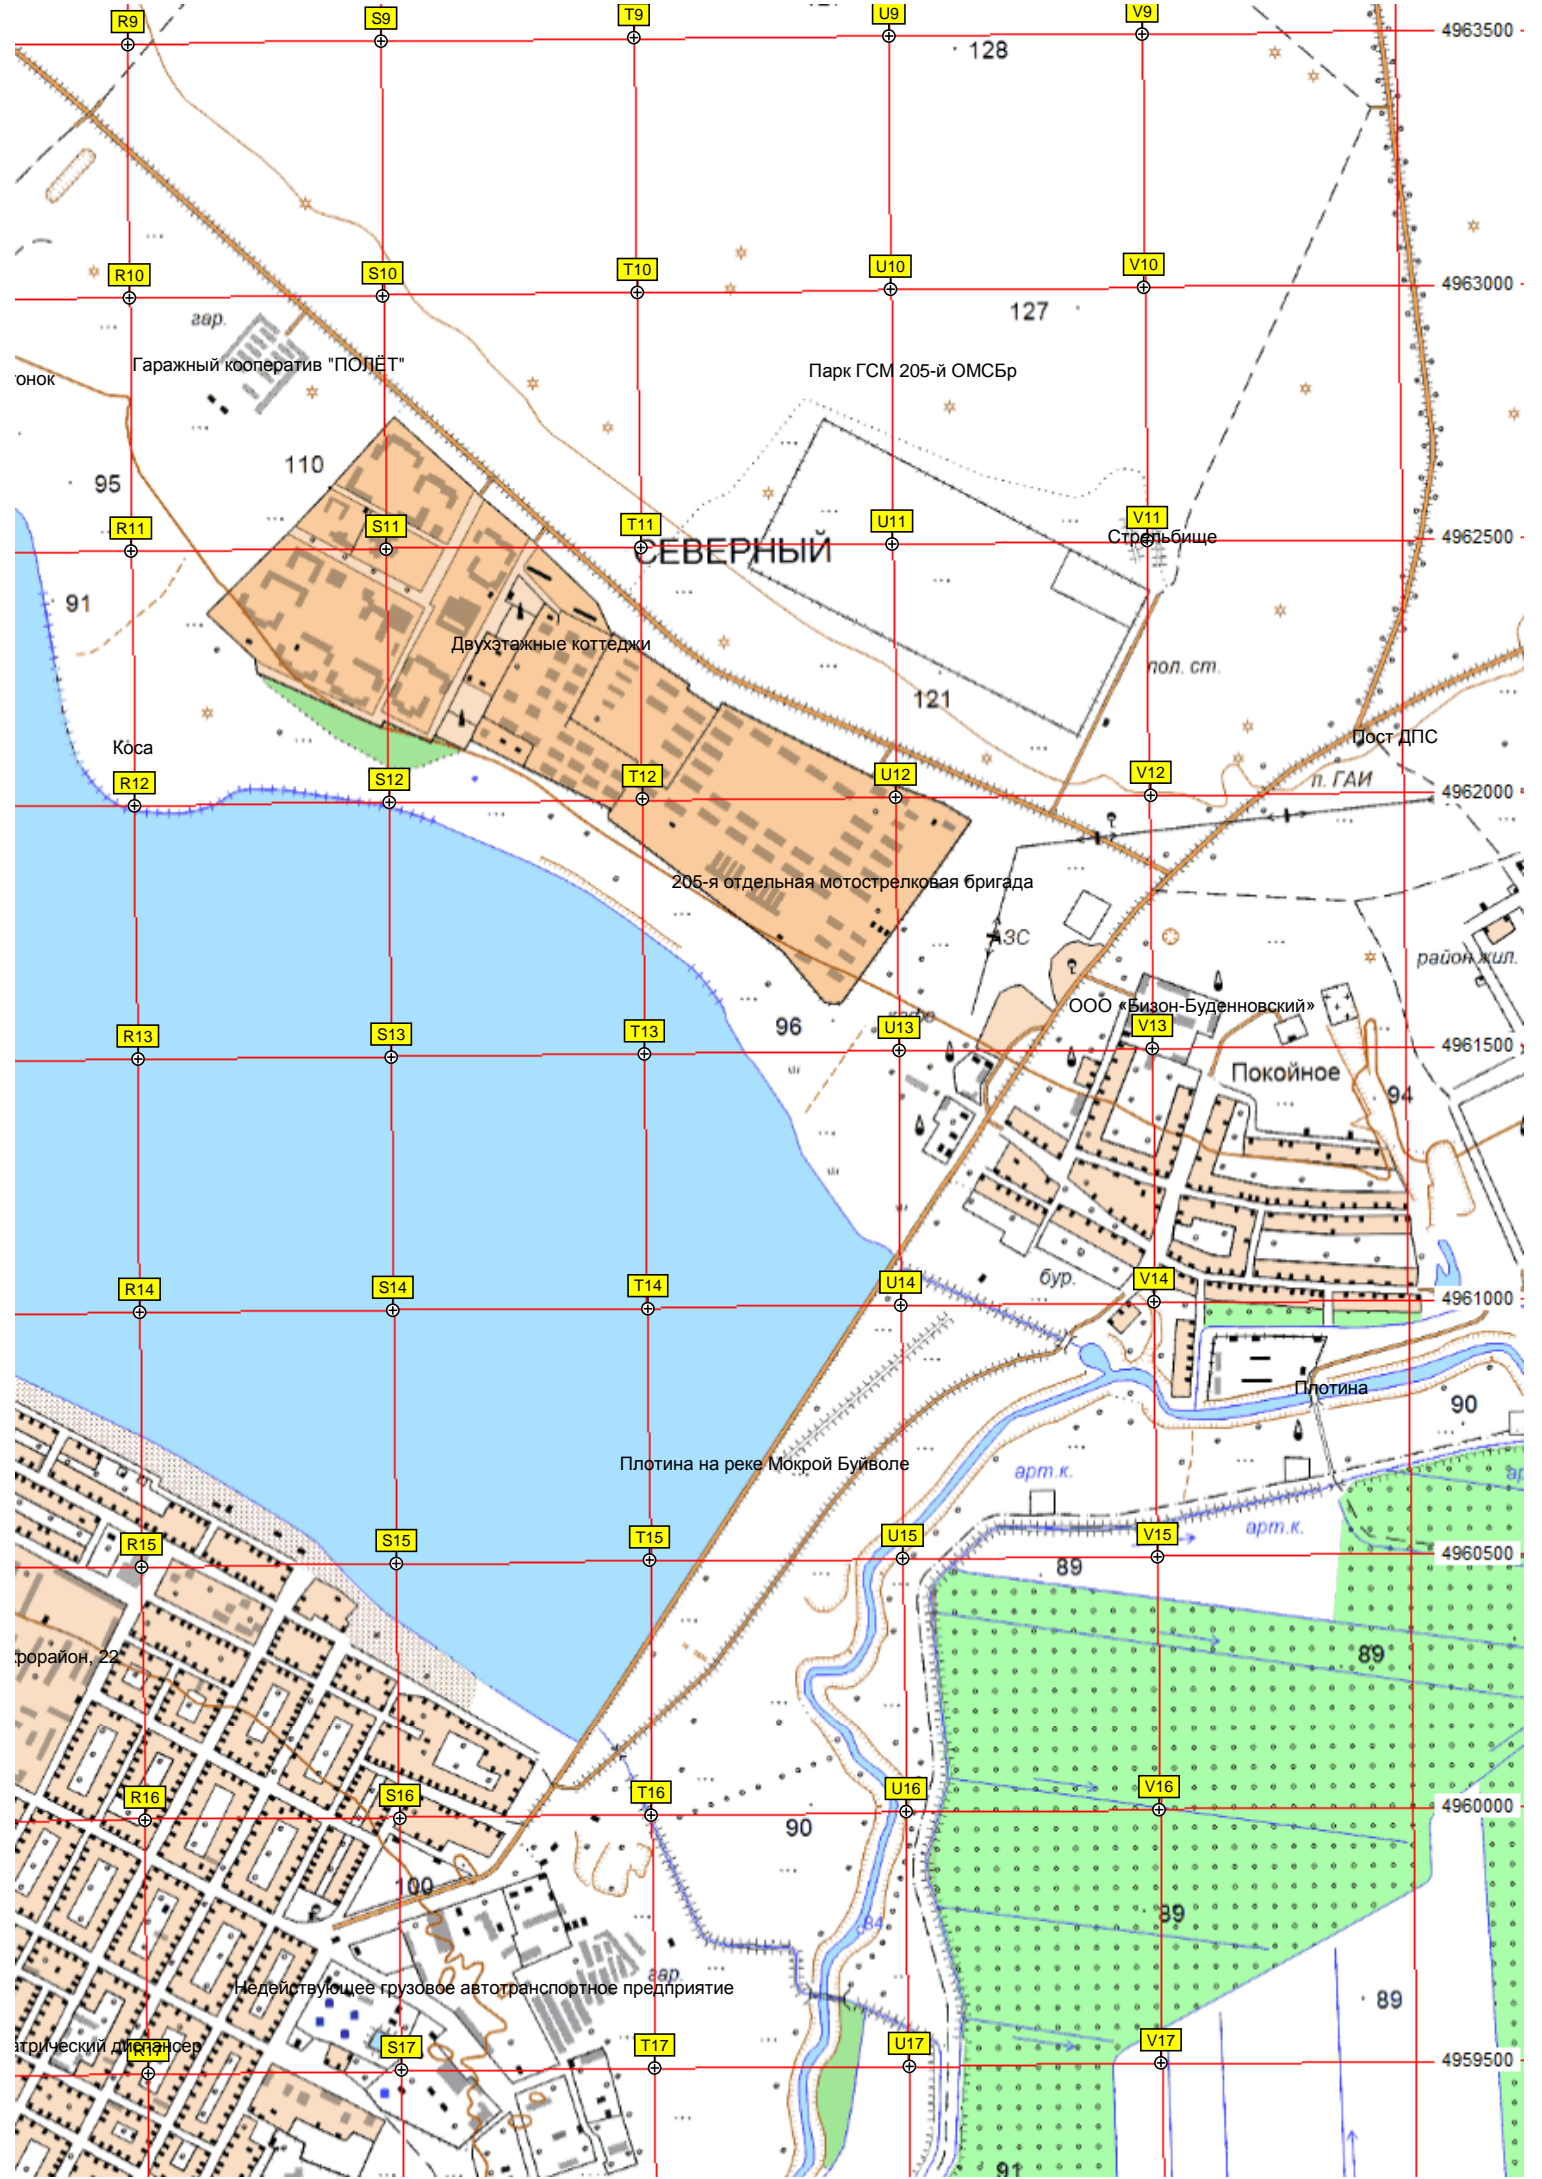 R9
S9
T9
U9
V9
4963500
128
R10
S10
T10
U10
V10
4963000
127
гар.
Гаражный кооператив "ПОЛЁТ"
Парк ГСМ 205-й ОМСБр
онок
110
95
R11
S11
T11
U11
V11
4962500
СЕВЕРНЫЙ
Стрельбище
91
Двухэтажные коттеджи
пол. ст.
121
Коса
Пост ДПС
R12
S12
T12
U12
V12
п. ГАИ
4962000
205-я отдельная мотострелковая бригада
АЗС
район жил.
ООО «Бизон-Буденновский»
96
кафе
R13
S13
T13
U13
V13
4961500
Покойное
94
R14
S14
T14
U14
бур.
V14
4961000
Плотина
90
Плотина на реке Мокрой Буйволе
арт.к.
ар
R15
S15
T15
U15
V15
арт.к.
4960500
89
89
рорайон, 22
R16
S16
T16
U16
V16
4960000
90
100
89
84
гар.
Недействующее грузовое автотранспортное предприятие
89
атрический диспансер
R17
S17
T17
U17
V17
4959500
91